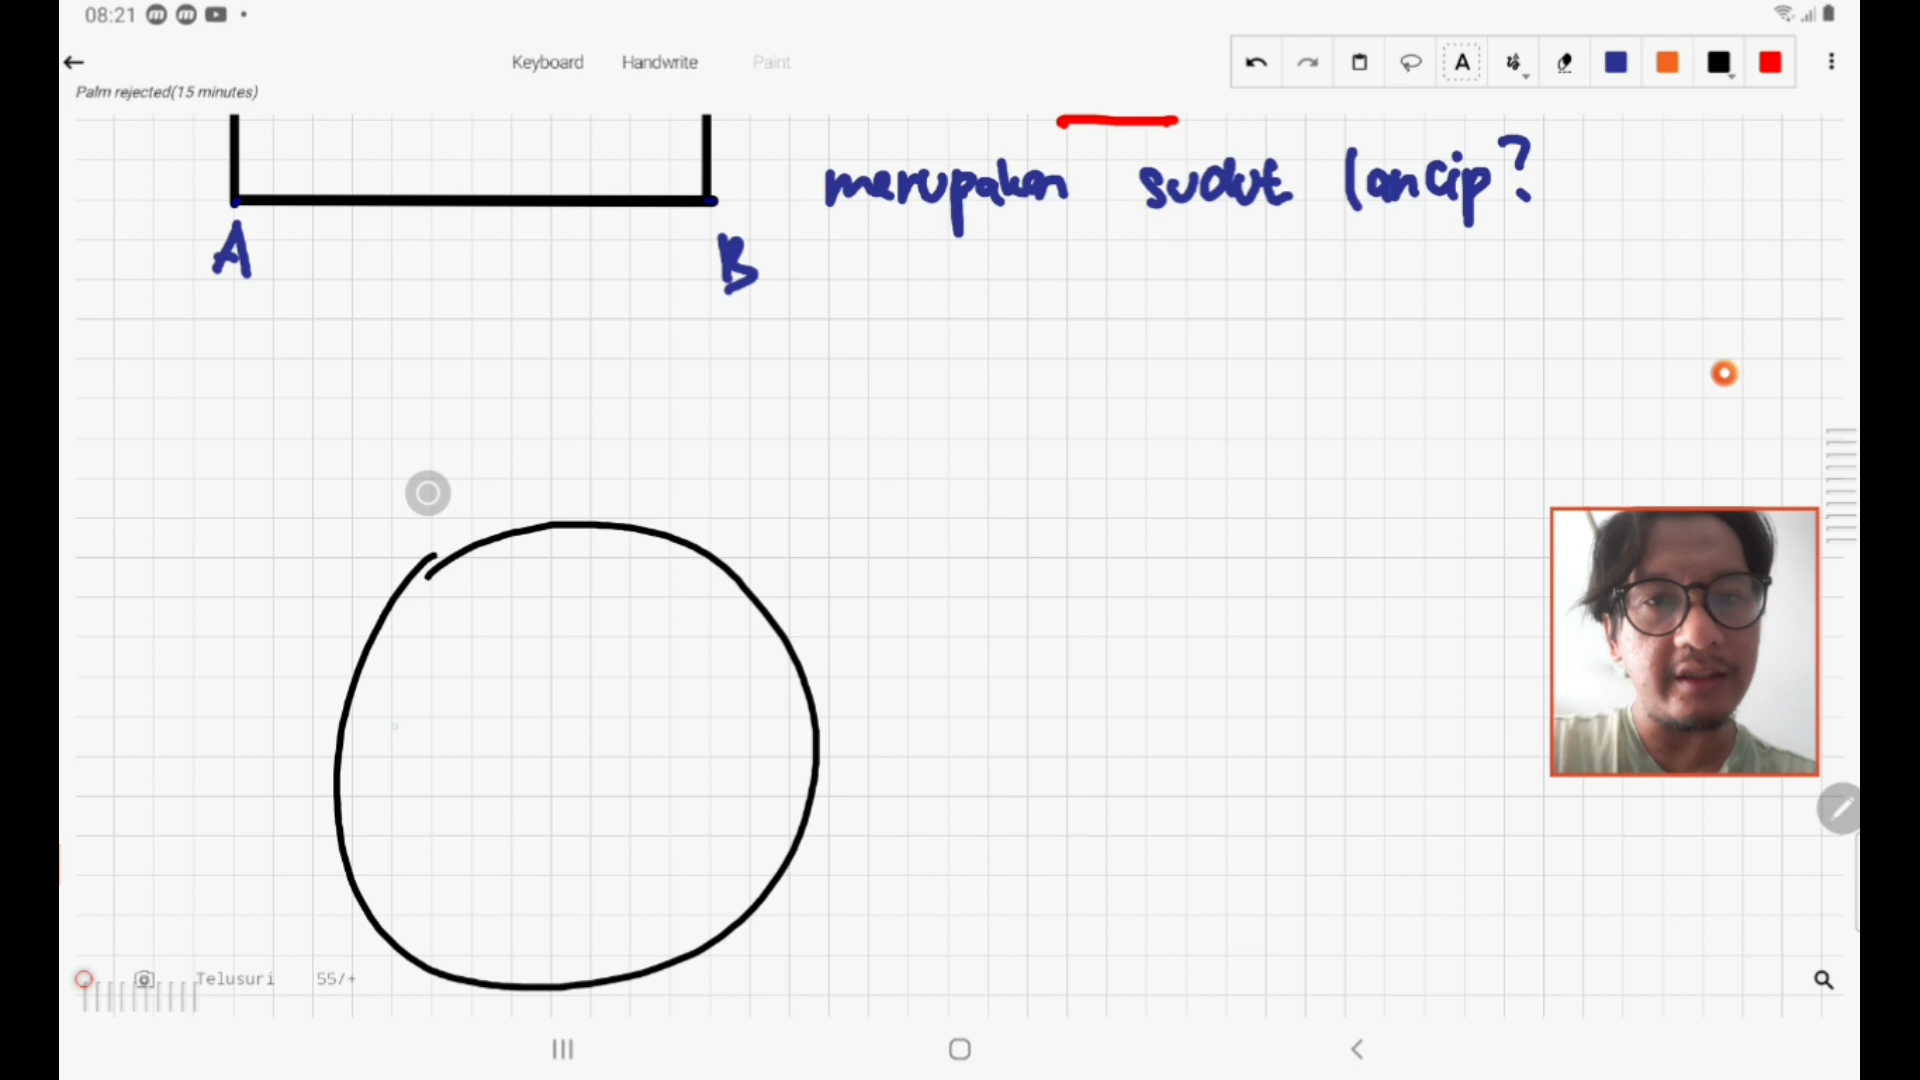 08:21
Keyboard Handwrite Paint
A
Palm rejected(15 minutes)
merupakan sudut lancip?
A
B
Telusuri 55/+